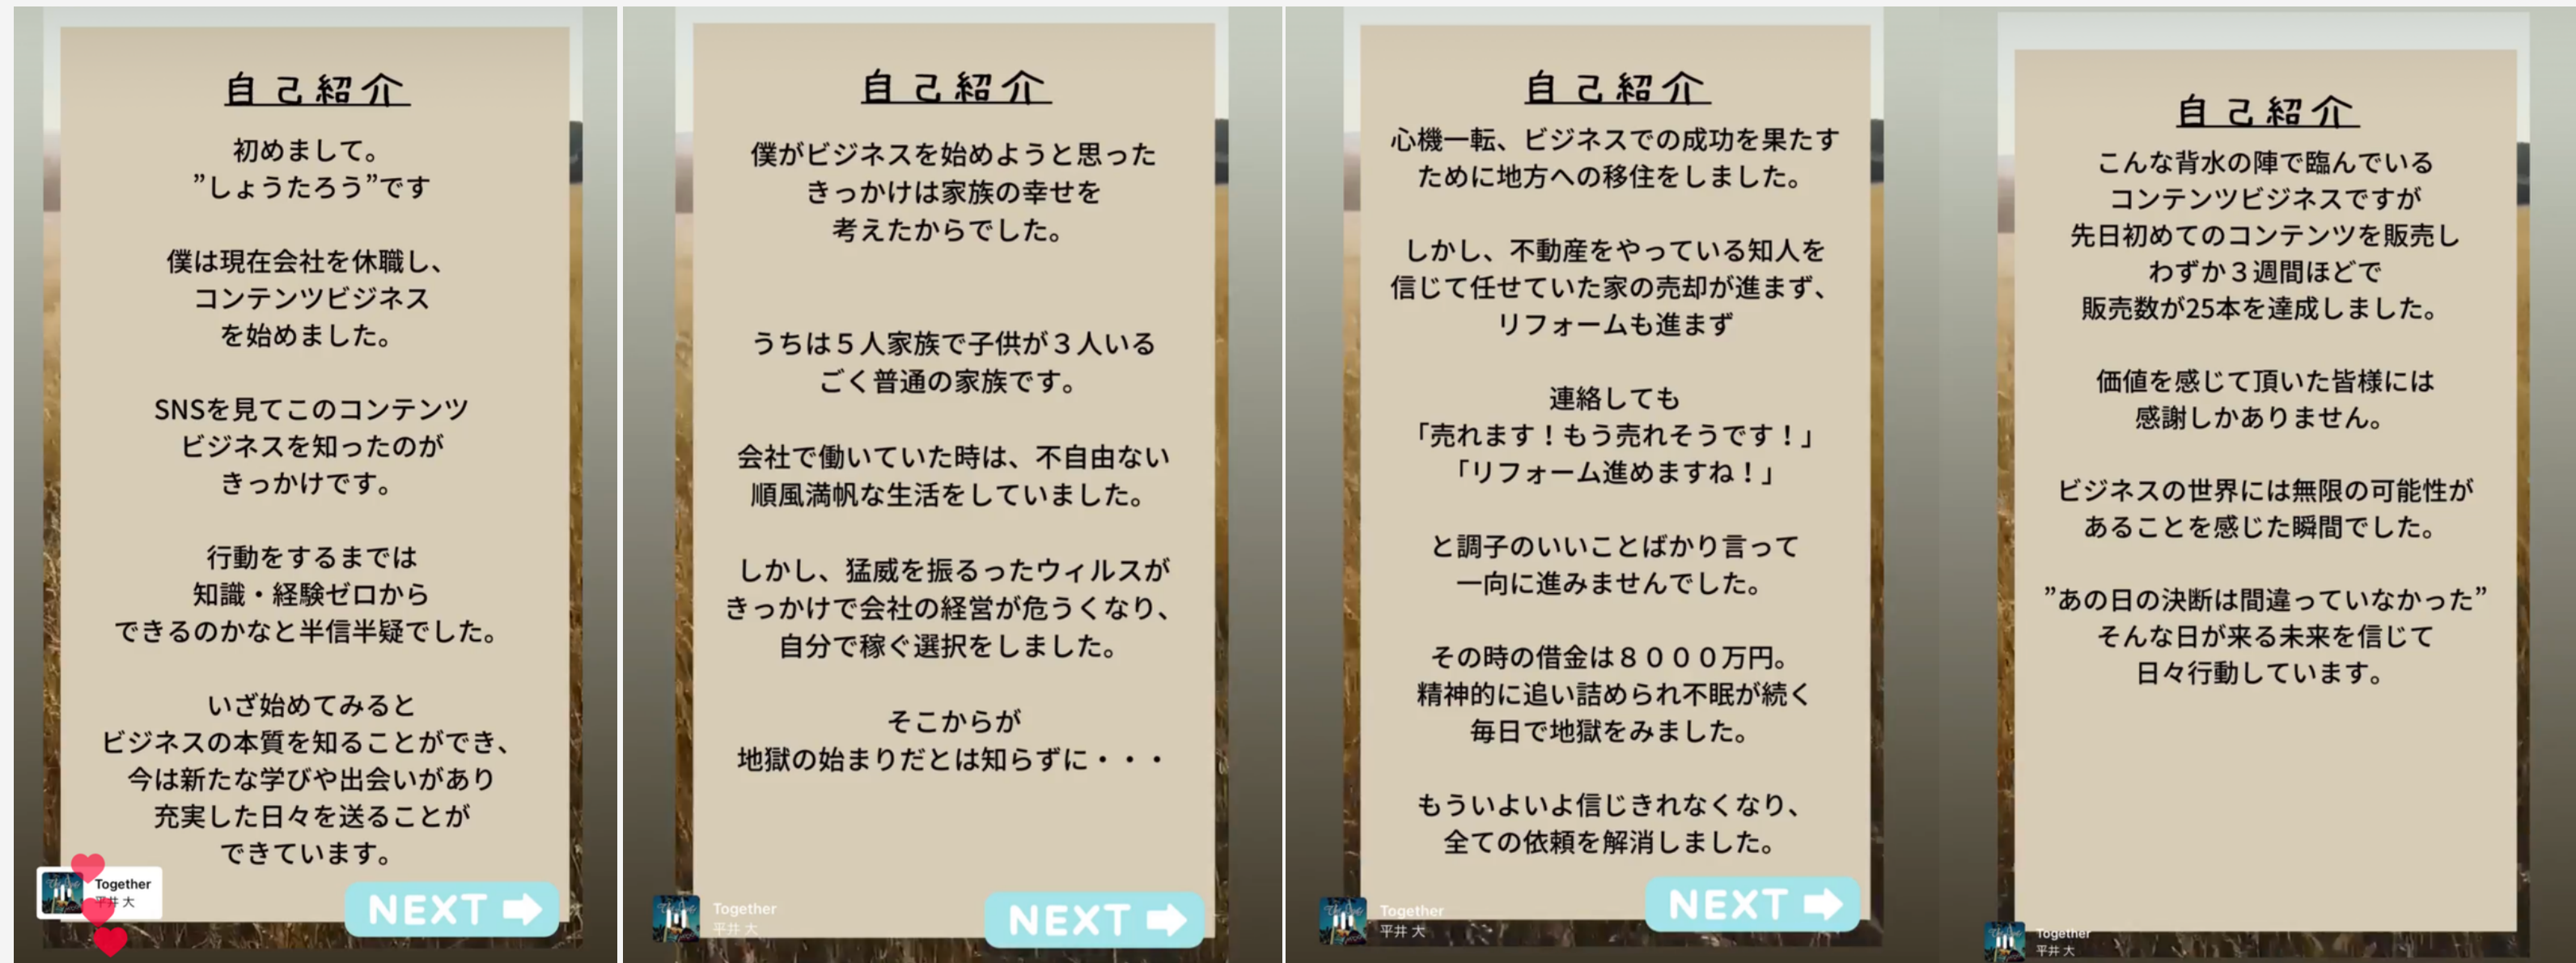 自己紹介
初めまして。
”しょうたろう”です
僕は現在会社を休職し、
コンテンツビジネス
を始めました。
SNSを見てこのコンテンツ
ビジネスを知ったのが
きっかけです。
行動をするまでは
知識・経験ゼロから
できるのかなと半信半疑でした。
いざ始めてみると
ビジネスの本質を知ることができ、
今は新たな学びや出会いがあり
充実した日々を送ることが
できています。
Together
平井 大
NEXT
自己紹介
僕がビジネスを始めようと思った
きっかけは家族の幸せを
考えたからでした。
うちは５人家族で子供が３人いる
ごく普通の家族です。
会社で働いていた時は、不自由ない
順風満帆な生活をしていました。
しかし、猛威を振るったウィルスが
きっかけで会社の経営が危うくなり、
自分で稼ぐ選択をしました。
そこからが
地獄の始まりだとは知らずに・・・
Together
平井 大
NEXT
自己紹介
心機一転、ビジネスでの成功を果たす
ために地方への移住をしました。
しかし、不動産をやっている知人を
信じて任せていた家の売却が進まず、
リフォームも進まず
連絡しても
「売れます！もう売れそうです！」
「リフォーム進めますね！」
と調子のいいことばかり言って
一向に進みませんでした。
その時の借金は８０００万円。
精神的に追い詰められ不眠が続く
毎日で地獄をみました。
もういよいよ信じきれなくなり、
全ての依頼を解消しました。
Together
平井 大
NEXT
自己紹介
こんな背水の陣で臨んでいる
コンテンツビジネスですが
先日初めてのコンテンツを販売し
わずか３週間ほどで
販売数が25本を達成しました。
価値を感じて頂いた皆様には
感謝しかありません。
ビジネスの世界には無限の可能性が
あることを感じた瞬間でした。
”あの日の決断は間違っていなかった”
そんな日が来る未来を信じて
日々行動しています。
Together
平井 大